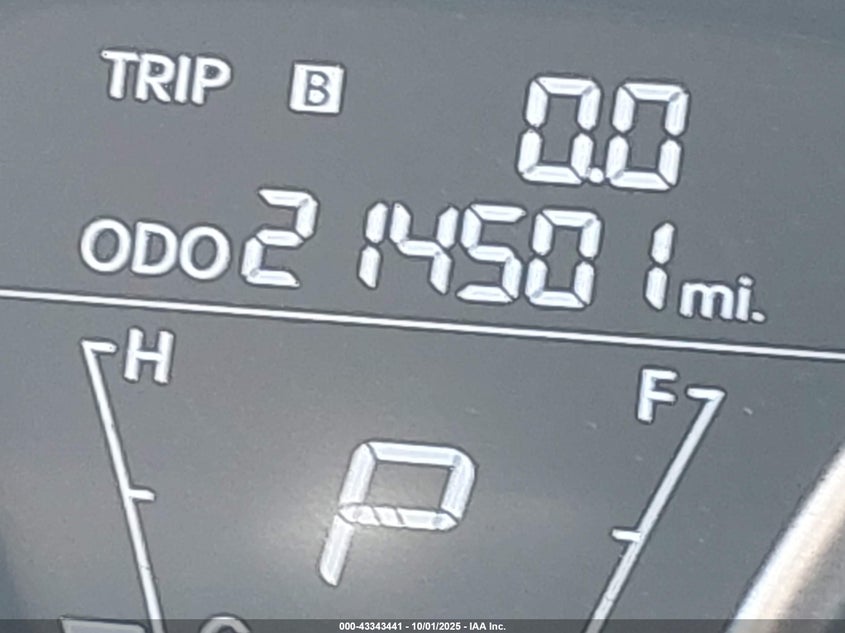 TRIP B 0.0
ODO 214501 mi.
H F
P
000-43343441 - 10/01/2025 - IAA Inc.